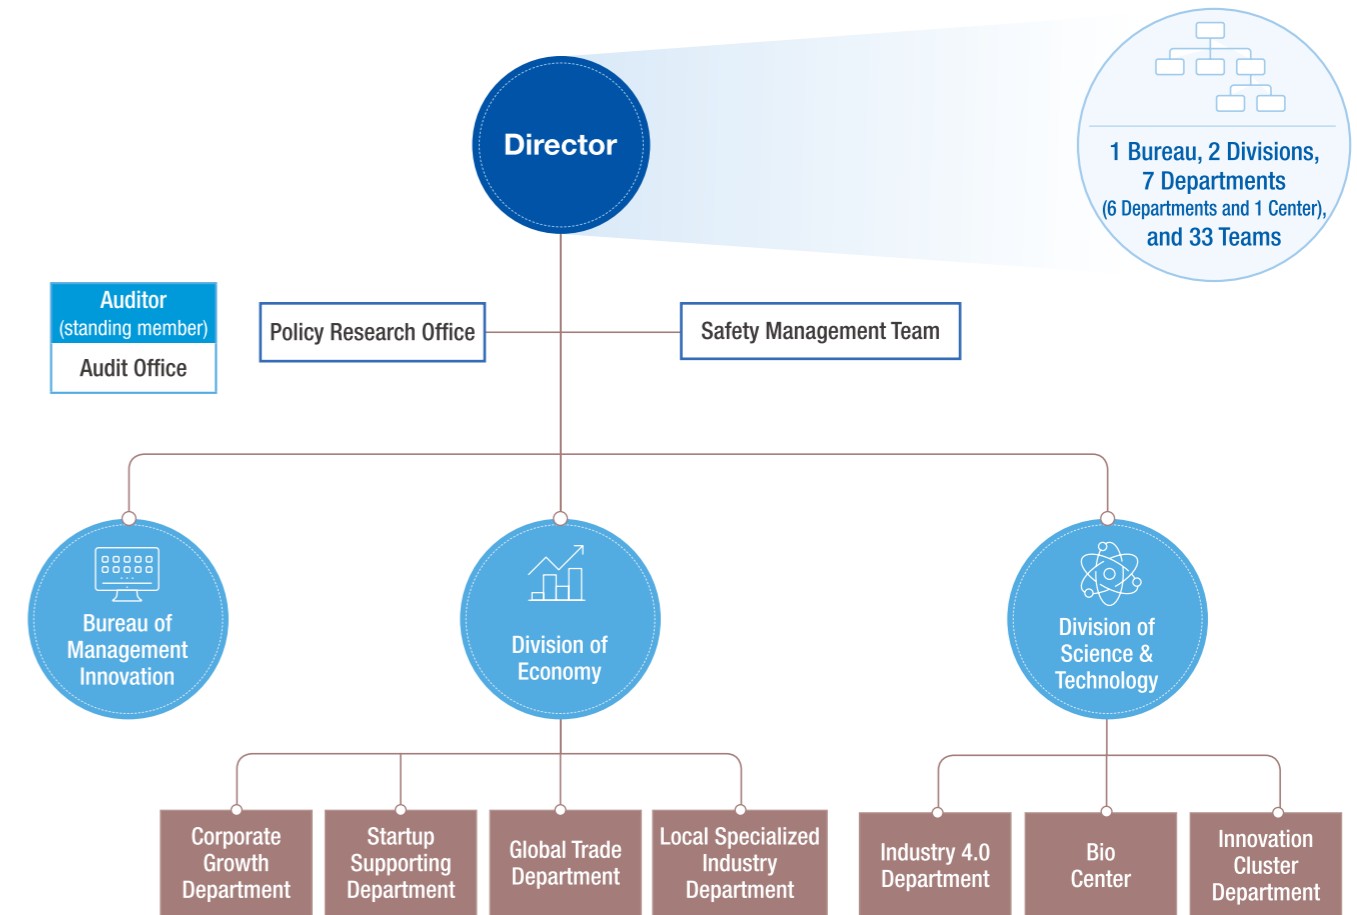 Director
1 Bureau, 2 Divisions,
7 Departments
(6 Departments and 1 Center),
and 33 Teams
Auditor
(standing member)
Audit Office
Policy Research Office
Safety Management Team
Bureau of
Management
Innovation
Division of
Economy
Division of
Science &
Technology
Corporate
Growth
Department
Startup
Supporting
Department
Global Trade
Department
Local Specialized
Industry
Department
Industry 4.0
Department
Bio
Center
Innovation
Cluster
Department